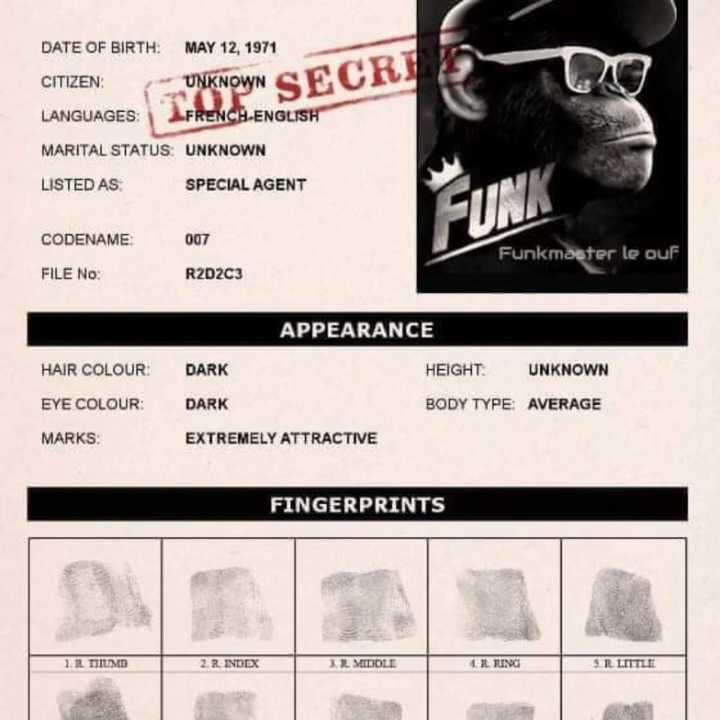 DATE OF BIRTH: MAY 12, 1971
CITIZEN: UNKNOWN
TOP SECRET
LANGUAGES: FRENCH-ENGLISH
MARITAL STATUS: UNKNOWN
LISTED AS: SPECIAL AGENT
CODENAME: 007
FILE No: R2D2C3
FUNK
Funkmaster le ouf
APPEARANCE
HAIR COLOUR: DARK HEIGHT: UNKNOWN
EYE COLOUR: DARK BODY TYPE: AVERAGE
MARKS: EXTREMELY ATTRACTIVE
FINGERPRINTS
1. R. THUMB 2. R. INDEX 3. R. MIDDLE 4. R. RING 5. R. LITTLE